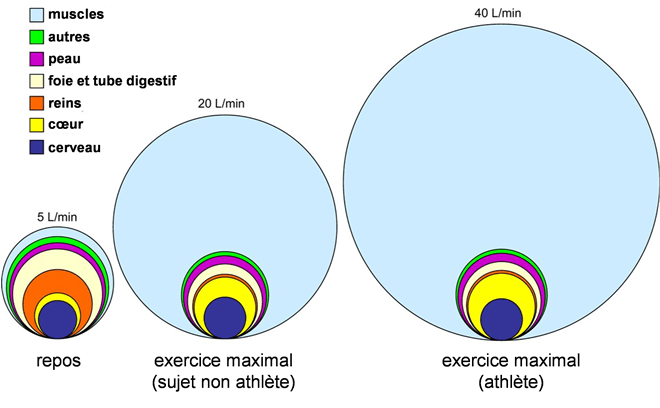 muscles
autres
peau
foie et tube digestif
reins
cœur
cerveau
5 L/min
20 L/min
40 L/min
repos
exercice maximal
(sujet non athlète)
exercice maximal
(athlète)